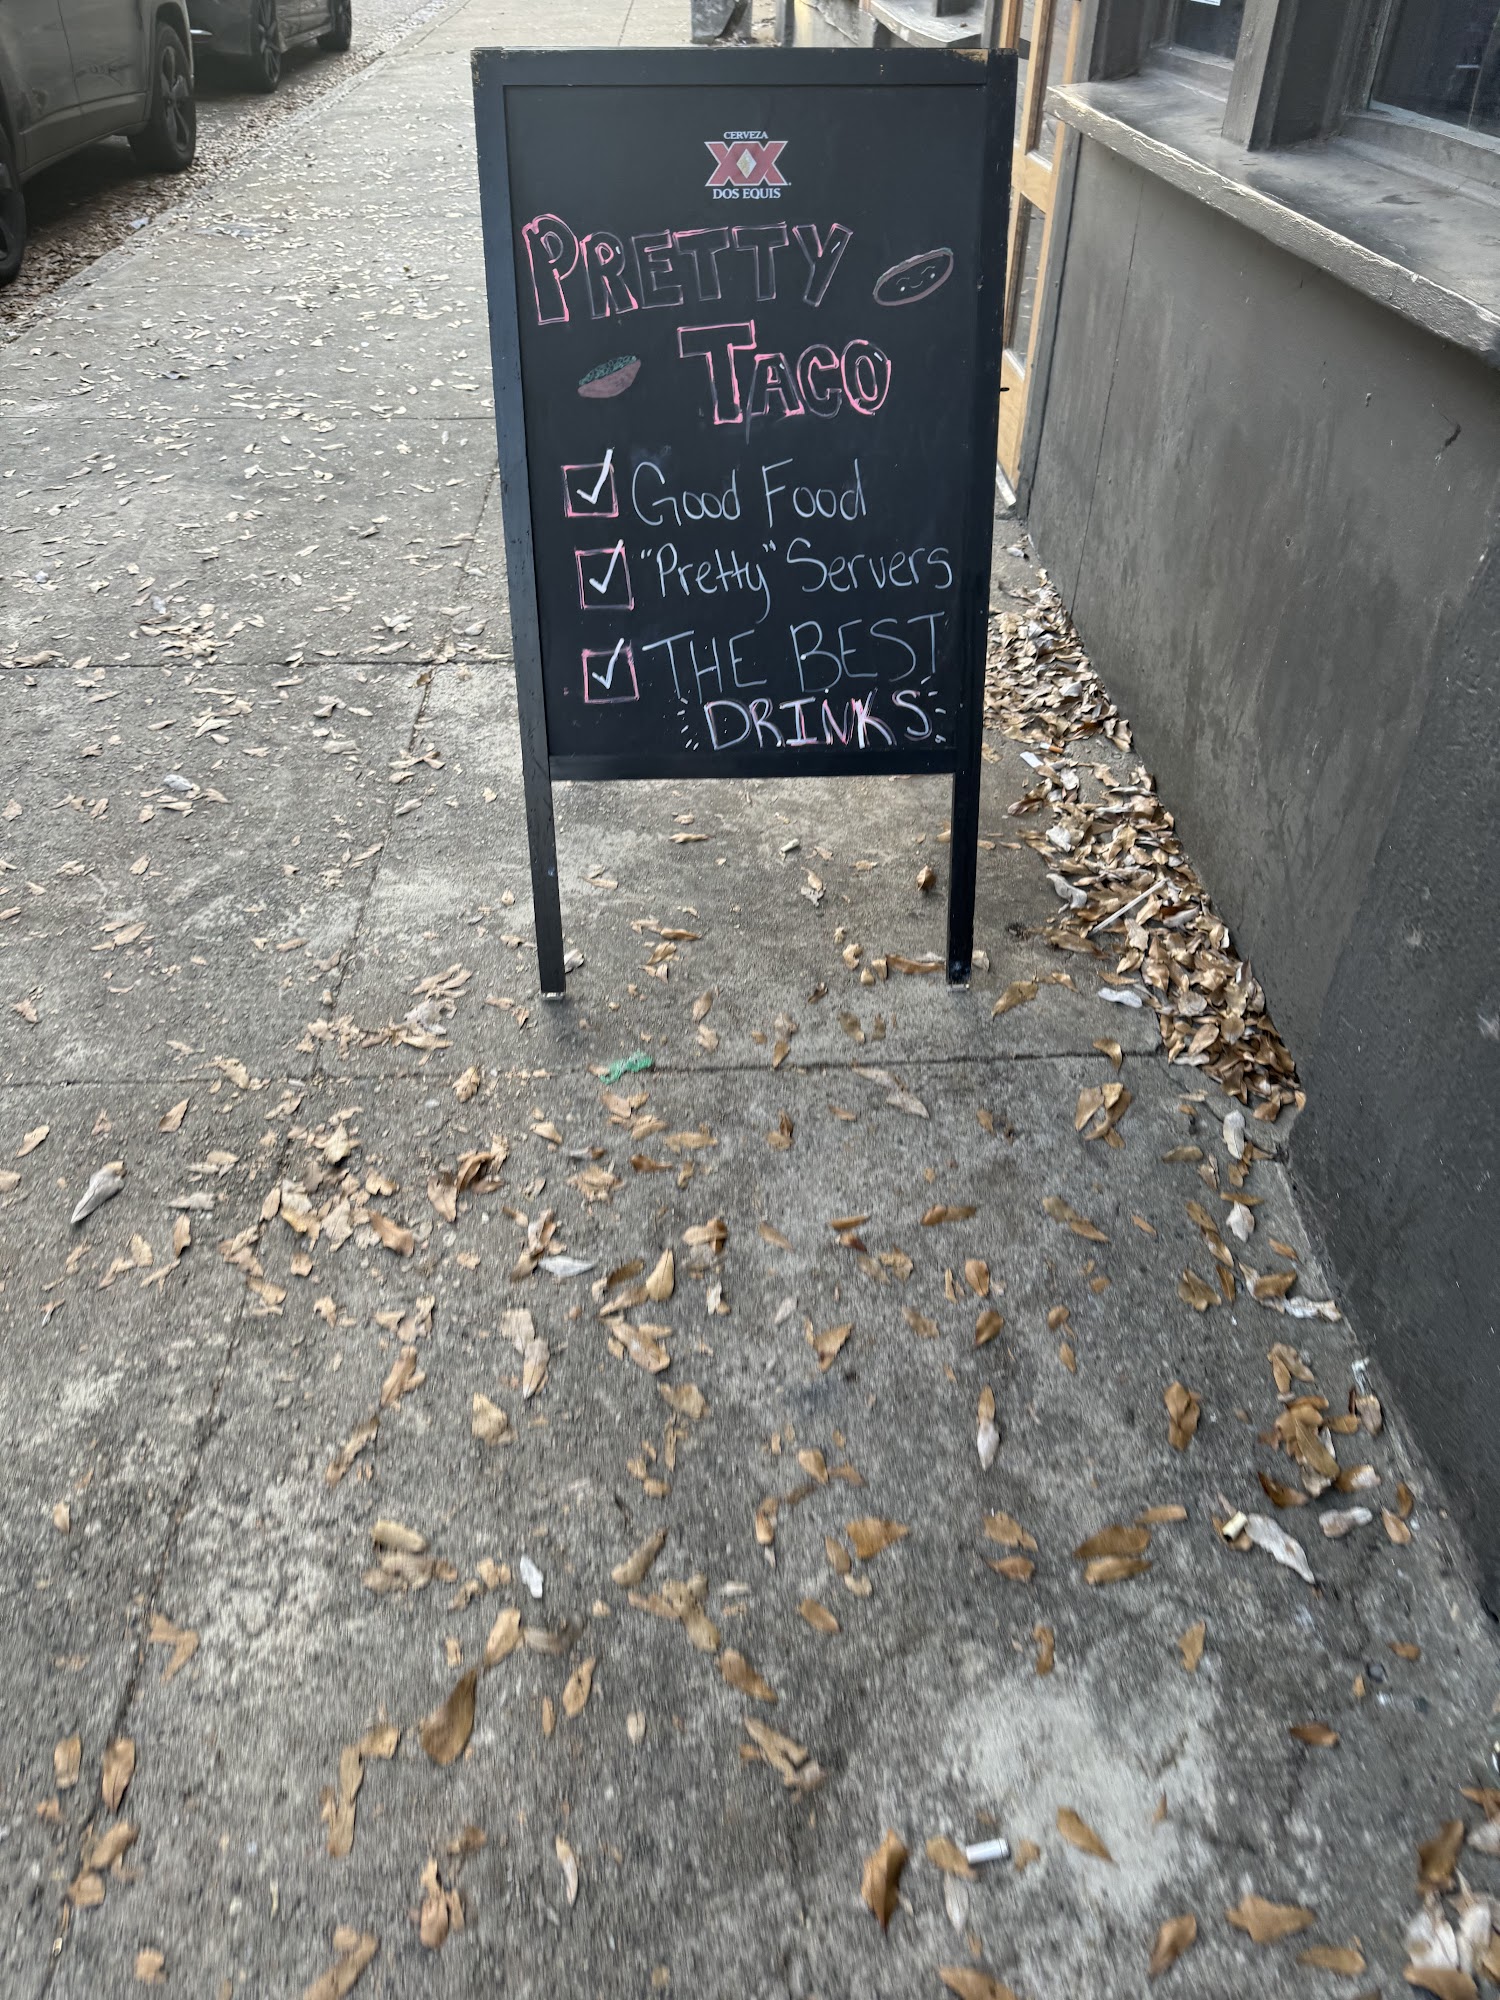 CERVEZA
XX
DOS EQUIS
PRETTY
TACO
Good Food
"Pretty" Servers
THE BEST
DRINKS